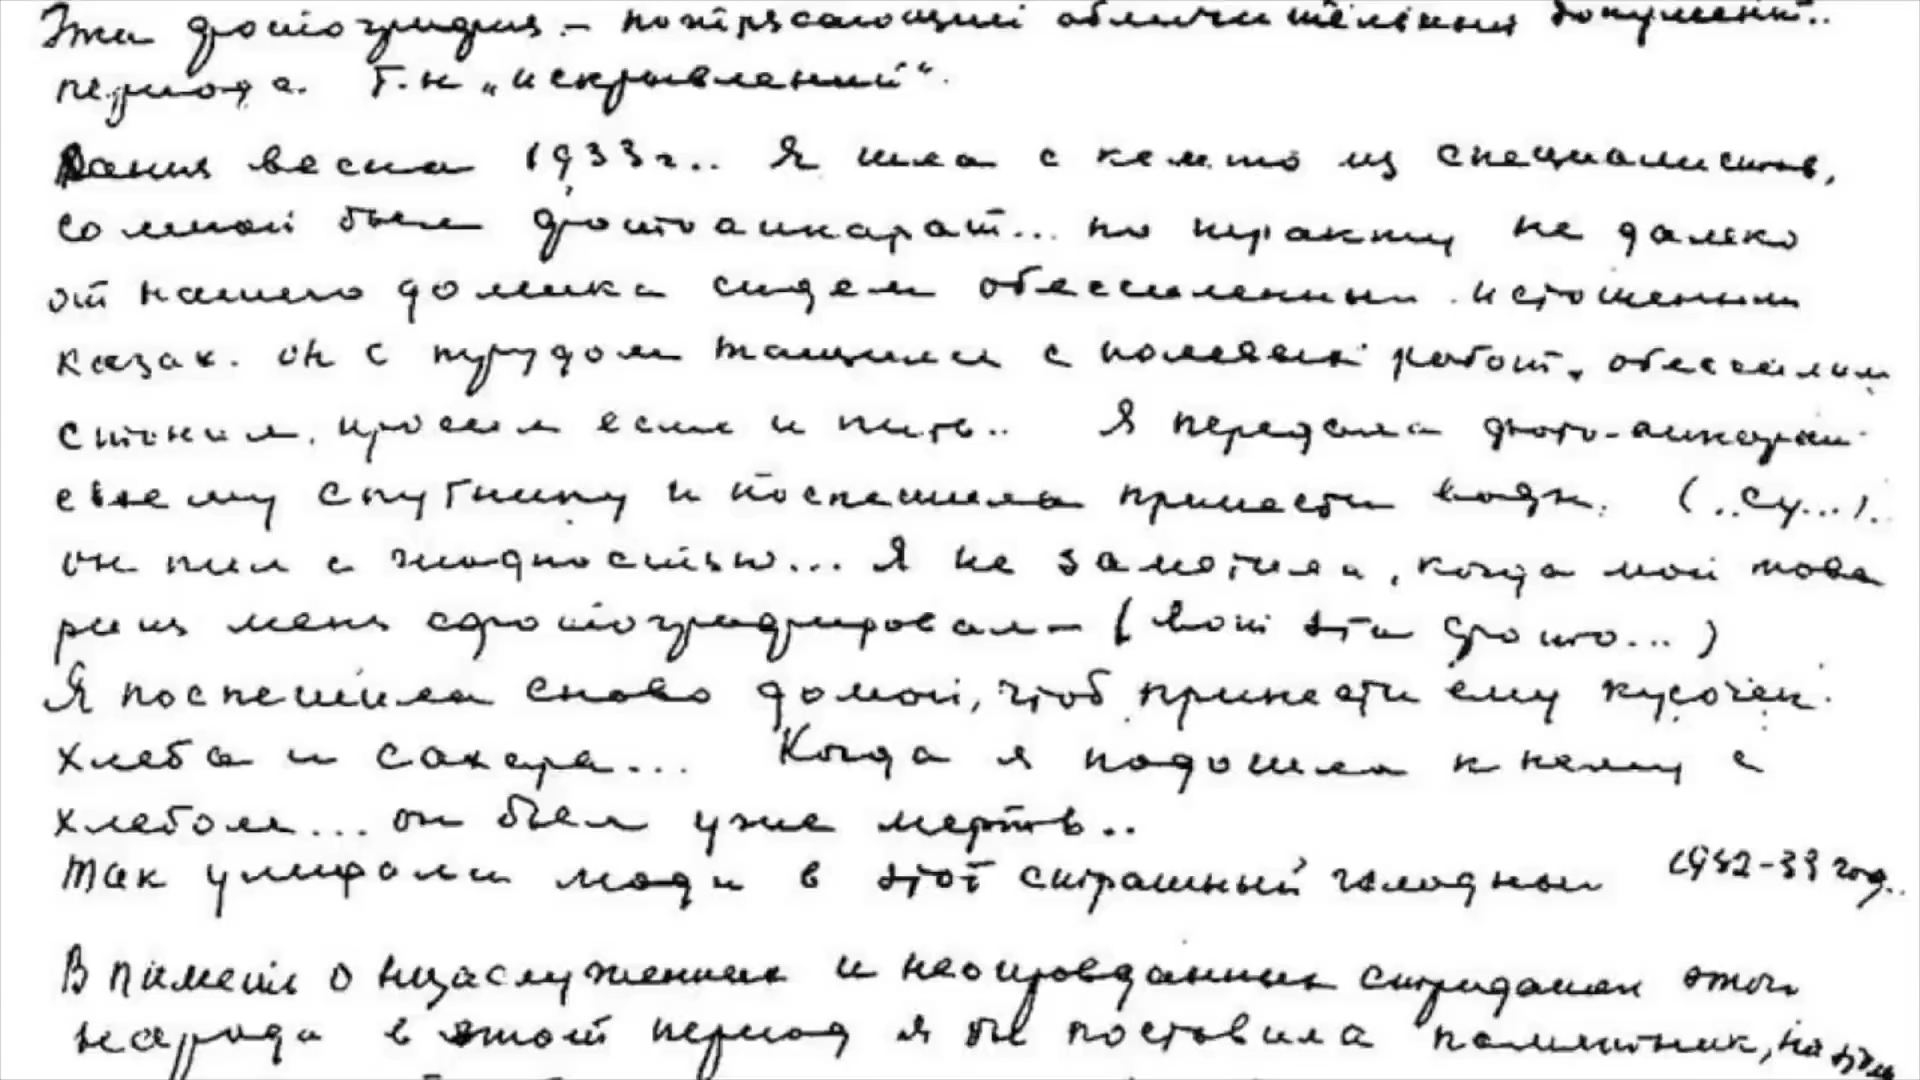 Эта фотография – потрясающий обличительный документ..
периода т.н „искривлений“.
Ранняя весна 1933г.. Я шла с кем то из специалистов,
со мной был фотоаппарат... по тракту не далеко
от нашего домика сидел обессиленный истощенный
казах. он с трудом тащился с полевых работ, обессилил
стонал, просил есть и пить.. Я передала фото-аппарат
своему спутнику и поспешила принести воды. (..су...).
он пил с жадностью... Я не заметила, когда мой това
рищ меня сфотографировал – (вот эта фото...)
Я поспешила снова домой, чтоб принести ему кусочек
хлеба и сахара... Когда я подошла к нему с
хлебом... он был уже мертв..
Так умирали люди в этот страшный голодный 1932-33 год..
В память о незаслуженных и неоправданных страданиях этого
народа в этот период я бы поставила памятник, на этом